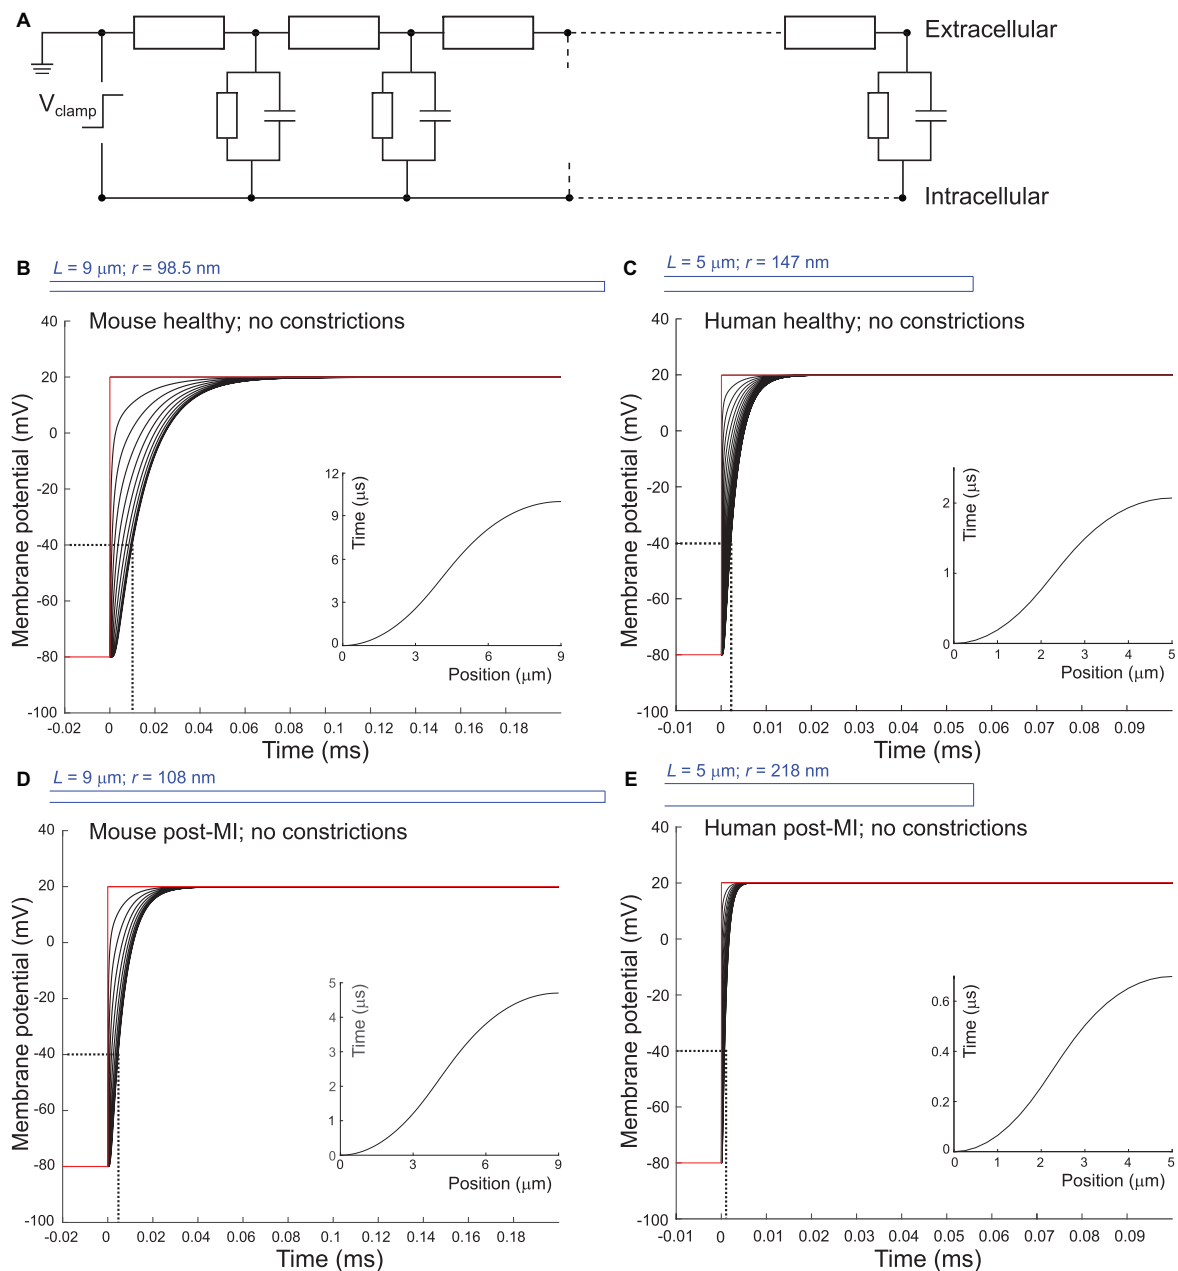 A
Extracellular
V_clamp
Intracellular
B
L = 9 μm; r = 98.5 nm
Mouse healthy; no constrictions
Membrane potential (mV)
40
20
0
-20
-40
-60
-80
-100
-0.02 0 0.02 0.04 0.06 0.08 0.1 0.12 0.14 0.16 0.18
Time (ms)
Time (μs)
12
10
6
3
0
0 3 6 9
Position (μm)
C
L = 5 μm; r = 147 nm
Human healthy; no constrictions
Membrane potential (mV)
40
20
0
-20
-40
-60
-80
-100
-0.01 0 0.01 0.02 0.03 0.04 0.05 0.06 0.07 0.08 0.09
Time (ms)
Time (μs)
2
1
0
0 1 2 3 4 5
Position (μm)
D
L = 9 μm; r = 108 nm
Mouse post-MI; no constrictions
Membrane potential (mV)
40
20
0
-20
-40
-60
-80
-100
-0.02 0 0.02 0.04 0.06 0.08 0.1 0.12 0.14 0.16 0.18
Time (ms)
Time (μs)
5
4
3
2
1
0
0 3 6 9
Position (μm)
E
L = 5 μm; r = 218 nm
Human post-MI; no constrictions
Membrane potential (mV)
40
20
0
-20
-40
-60
-80
-100
-0.01 0 0.01 0.02 0.03 0.04 0.05 0.06 0.07 0.08 0.09
Time (ms)
Time (μs)
0.6
0.4
0.2
0
0 1 2 3 4 5
Position (μm)